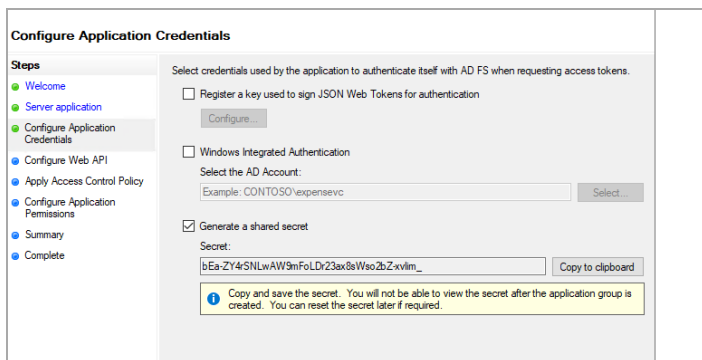 Configure Application Credentials
Steps
Welcome
Server application
Configure Application
Credentials
Configure Web API
Apply Access Control Policy
Configure Application
Permissions
Summary
Complete
Select credentials used by the application to authenticate itself with AD FS when requesting access tokens.
Register a key used to sign JSON Web Tokens for authentication
Configure...
Windows Integrated Authentication
Select the AD Account:
Example: CONTOSO\expensevc
Select...
Generate a shared secret
Secret:
bEa-ZY4rSNLwAW9mFoLDr23ax8sWso2bZ-xvlim_
Copy to clipboard
Copy and save the secret. You will not be able to view the secret after the application group is
created. You can reset the secret later if required.